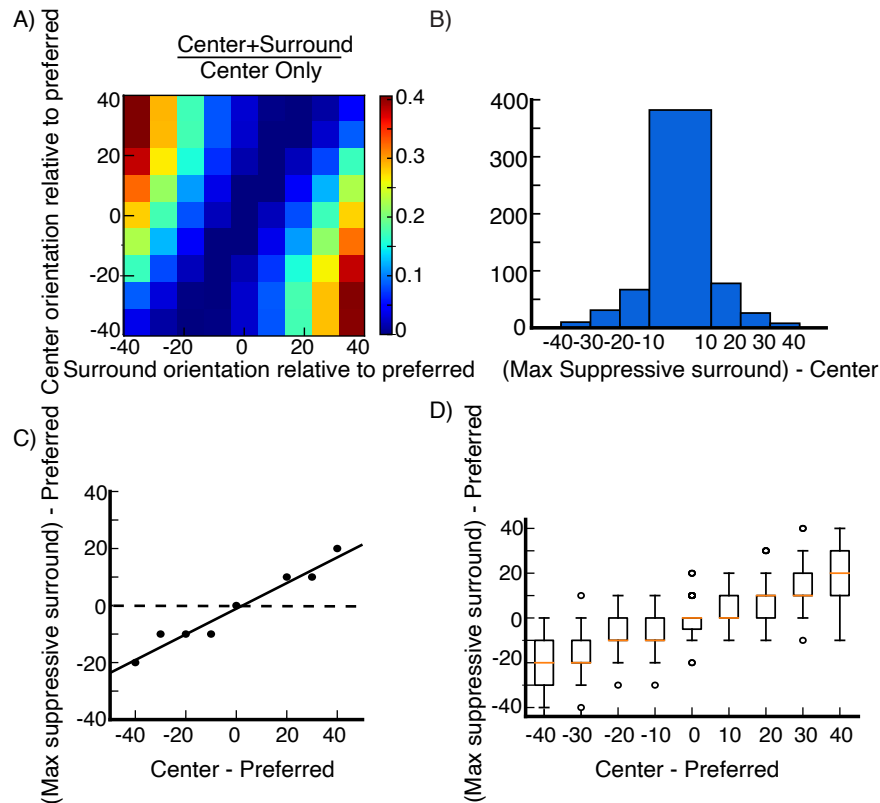 A)
Center+Surround
Center Only
Center orientation relative to preferred
40
20
0
-20
-40
-40 -20 0 20 40
Surround orientation relative to preferred
0.4
0.3
0.2
0.1
0
B)
400
300
200
100
0
-40 -30 -20 -10 10 20 30 40
(Max Suppressive surround) - Center
C)
(Max suppressive surround) - Preferred
40
20
0
-20
-40
-40 -20 0 20 40
Center - Preferred
D)
(Max suppressive surround) - Preferred
40
20
0
-20
-40
-40 -30 -20 -10 0 10 20 30 40
Center - Preferred